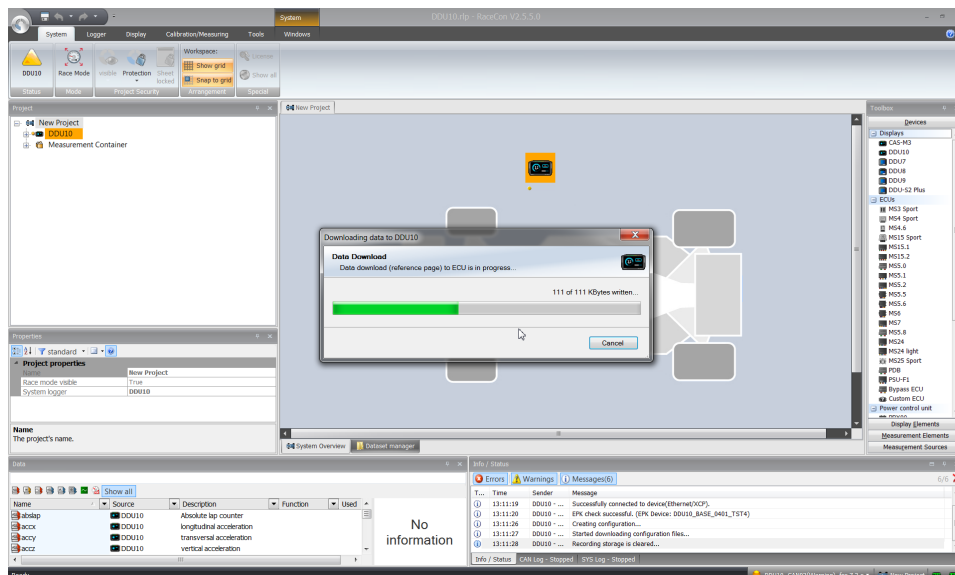 System
DDU10.rlp - RaceCon V2.5:5.0
System Logger Display Calibration/Measuring Tools Windows
DDU10
Race Mode
visible
Protection
Sheet locked
Workspace:
Show grid
Snap to grid
License
Show all
Status Mode Project Security Arrangement Special
Project
New Project
DDU10
Measurement Container
New Project
Toolbox
Devices
Displays
CAS-M3
DDU10
DDU7
DDU8
DDU9
DDU-S2 Plus
ECUs
MS3 Sport
MS4 Sport
MS4.6
MS15 Sport
MS15.1
MS15.2
MS5.0
MS5.1
MS5.2
MS5.5
MS5.6
MS6
MS7
MS5.8
MS24
MS24 light
MS25 Sport
PDB
PSU-F1
Bypass ECU
Custom ECU
Power control unit
Display Elements
Measurement Elements
Measurement Sources
Downloading data to DDU10
Data Download
Data download (reference page) to ECU is in progress...
111 of 111 KBytes written...
Cancel
Properties
standard
Project properties
Name New Project
Race mode visible True
System logger DDU10
Name
The project's name.
System Overview Dataset manager
Data
Show all
Name Source Description Function Used
abslap DDU10 Absolute lap counter
accx DDU10 longitudinal acceleration
accy DDU10 transversal acceleration
accz DDU10 vertical acceleration
No
information
Info / Status
Errors Warnings Messages(6) 6/6
T... Time Sender Message
13:11:19 DDU10 - ... Successfully connected to device(Ethernet/XCP).
13:11:20 DDU10 - ... EPK check successful. (EPK Device: DDU10_BASE_0401_TST4)
13:11:26 DDU10 - ... Creating configuration...
13:11:27 DDU10 - ... Started downloading configuration files...
13:11:28 DDU10 - ... Recording storage is cleared...
Info / Status CAN Log - Stopped SYS Log - Stopped